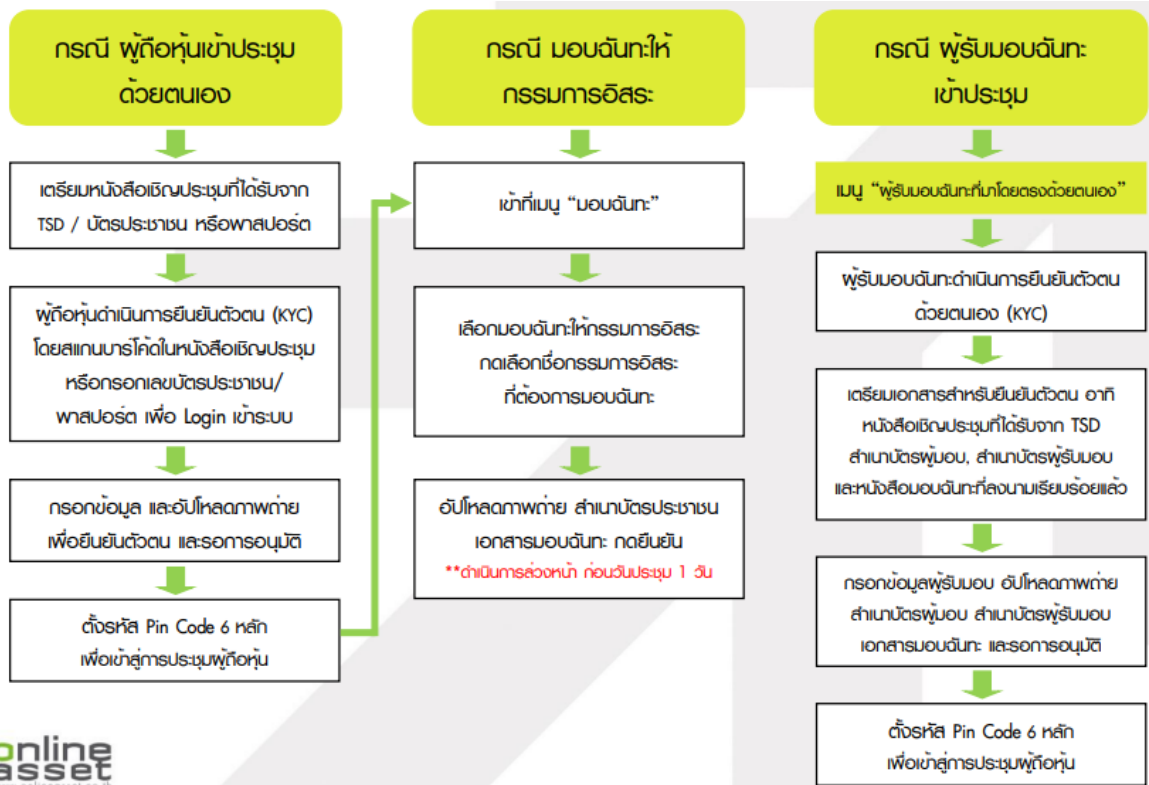 กรณี ผู้ถือหุ้นเข้าประชุม
ด้วยตนเอง
เตรียมหนังสือเชิญประชุมที่ได้รับจาก
TSD / บัตรประชาชน หรือพาสปอร์ต
ผู้ถือหุ้นดำเนินการยืนยันตัวตน (KYC)
โดยสแกนบาร์โค้ดในหนังสือเชิญประชุม
หรือกรอกเลขบัตรประชาชน/
พาสปอร์ต เพื่อ Login เข้าระบบ
กรอกข้อมูล และอัปโหลดภาพถ่าย
เพื่อยืนยันตัวตน และรอการอนุมัติ
ตั้งรหัส Pin Code 6 หลัก
เพื่อเข้าสู่การประชุมผู้ถือหุ้น
กรณี มอบฉันทะให้
กรรมการอิสระ
เข้าที่เมนู “มอบฉันทะ”
เลือกมอบฉันทะให้กรรมการอิสระ
กดเลือกชื่อกรรมการอิสระ
ที่ต้องการมอบฉันทะ
อัปโหลดภาพถ่าย สำเนาบัตรประชาชน
เอกสารมอบฉันทะ กดยืนยัน
**ดำเนินการล่วงหน้า ก่อนวันประชุม 1 วัน
กรณี ผู้รับมอบฉันทะ
เข้าประชุม
เมนู “ผู้รับมอบฉันทะที่มาโดยตรงด้วยตนเอง”
ผู้รับมอบฉันทะดำเนินการยืนยันตัวตน
ด้วยตนเอง (KYC)
เตรียมเอกสารสำหรับยืนยันตัวตน อาทิ
หนังสือเชิญประชุมที่ได้รับจาก TSD
สำเนาบัตรผู้มอบ, สำเนาบัตรผู้รับมอบ
และหนังสือมอบฉันทะที่ลงนามเรียบร้อยแล้ว
กรอกข้อมูลผู้รับมอบ อัปโหลดภาพถ่าย
สำเนาบัตรผู้มอบ สำเนาบัตรผู้รับมอบ
เอกสารมอบฉันทะ และรอการอนุมัติ
ตั้งรหัส Pin Code 6 หลัก
เพื่อเข้าสู่การประชุมผู้ถือหุ้น
online
asset